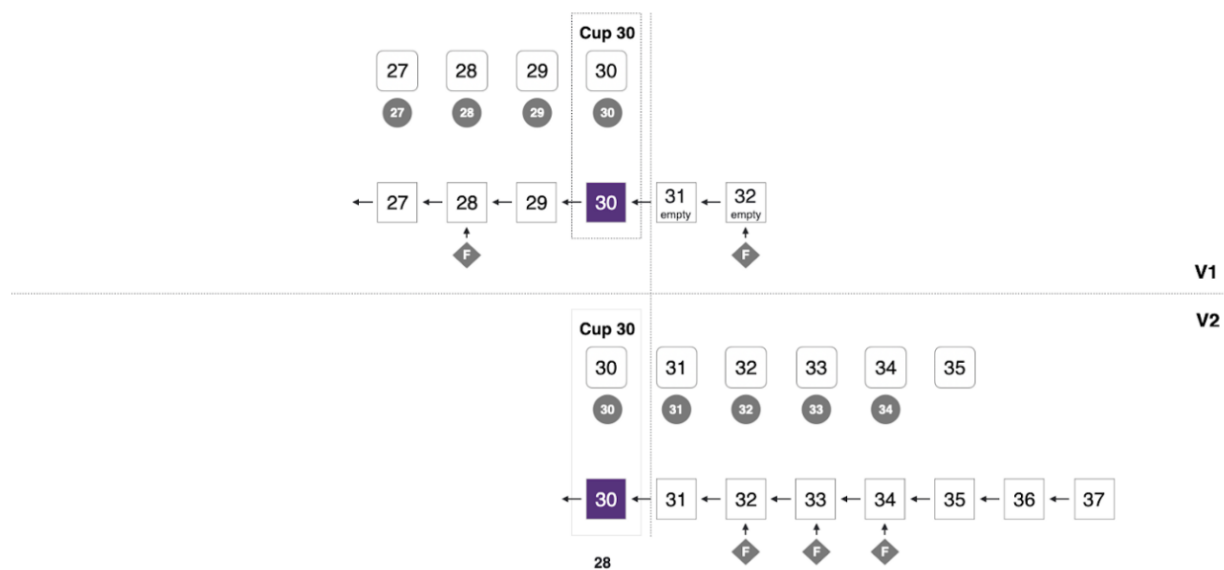 Cup 30
27 28 29 30
27 28 29 30
27 28 29 30 31 32
empty empty
F F
V1
V2
Cup 30
30 31 32 33 34 35
30 31 32 33 34
30 31 32 33 34 35 36 37
F F F
28